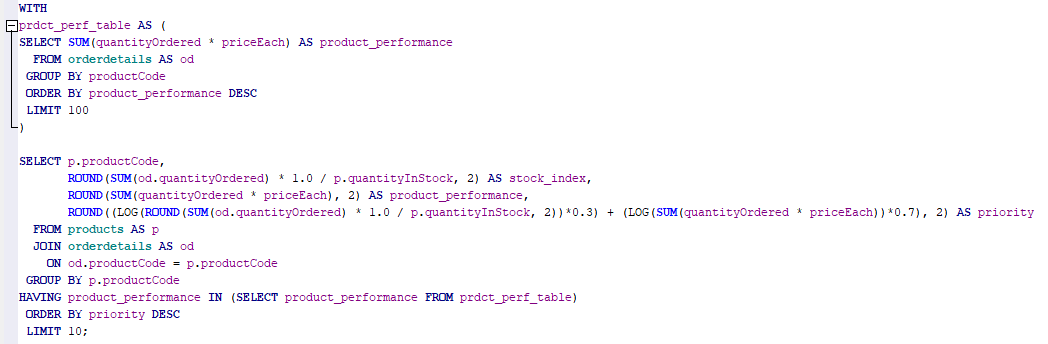 WITH
prdct_perf_table AS (
SELECT SUM(quantityOrdered * priceEach) AS product_performance
  FROM orderdetails AS od
 GROUP BY productCode
 ORDER BY product_performance DESC
 LIMIT 100
)
SELECT p.productCode,
       ROUND(SUM(od.quantityOrdered) * 1.0 / p.quantityInStock, 2) AS stock_index,
       ROUND(SUM(quantityOrdered * priceEach), 2) AS product_performance,
       ROUND((LOG(ROUND(SUM(od.quantityOrdered) * 1.0 / p.quantityInStock, 2))*0.3) + (LOG(SUM(quantityOrdered * priceEach))*0.7), 2) AS priority
  FROM products AS p
  JOIN orderdetails AS od
    ON od.productCode = p.productCode
 GROUP BY p.productCode
HAVING product_performance IN (SELECT product_performance FROM prdct_perf_table)
 ORDER BY priority DESC
 LIMIT 10;